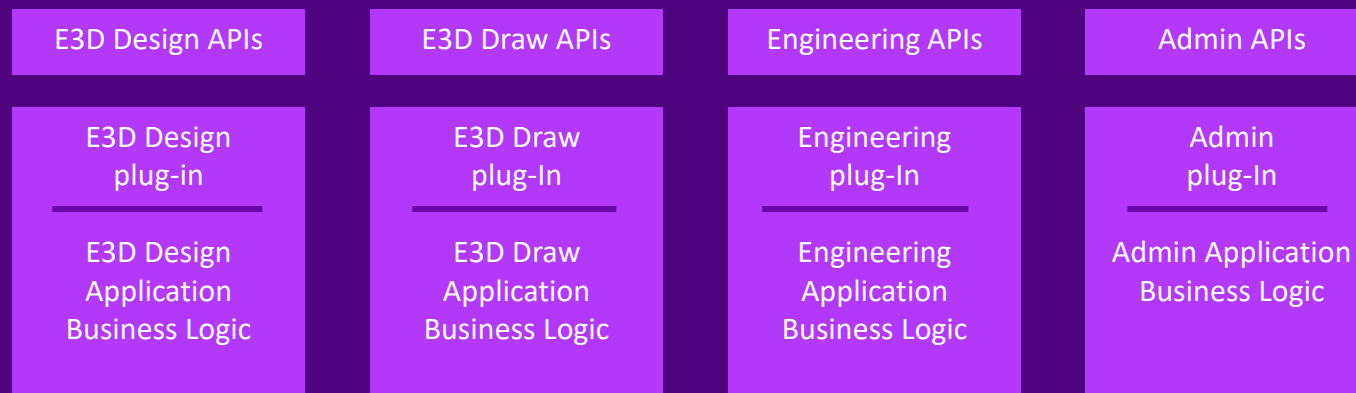 E3D Design APIs
E3D Draw APIs
Engineering APIs
Admin APIs
E3D Design
plug-in
E3D Design
Application
Business Logic
E3D Draw
plug-In
E3D Draw
Application
Business Logic
Engineering
plug-In
Engineering
Application
Business Logic
Admin
plug-In
Admin Application
Business Logic